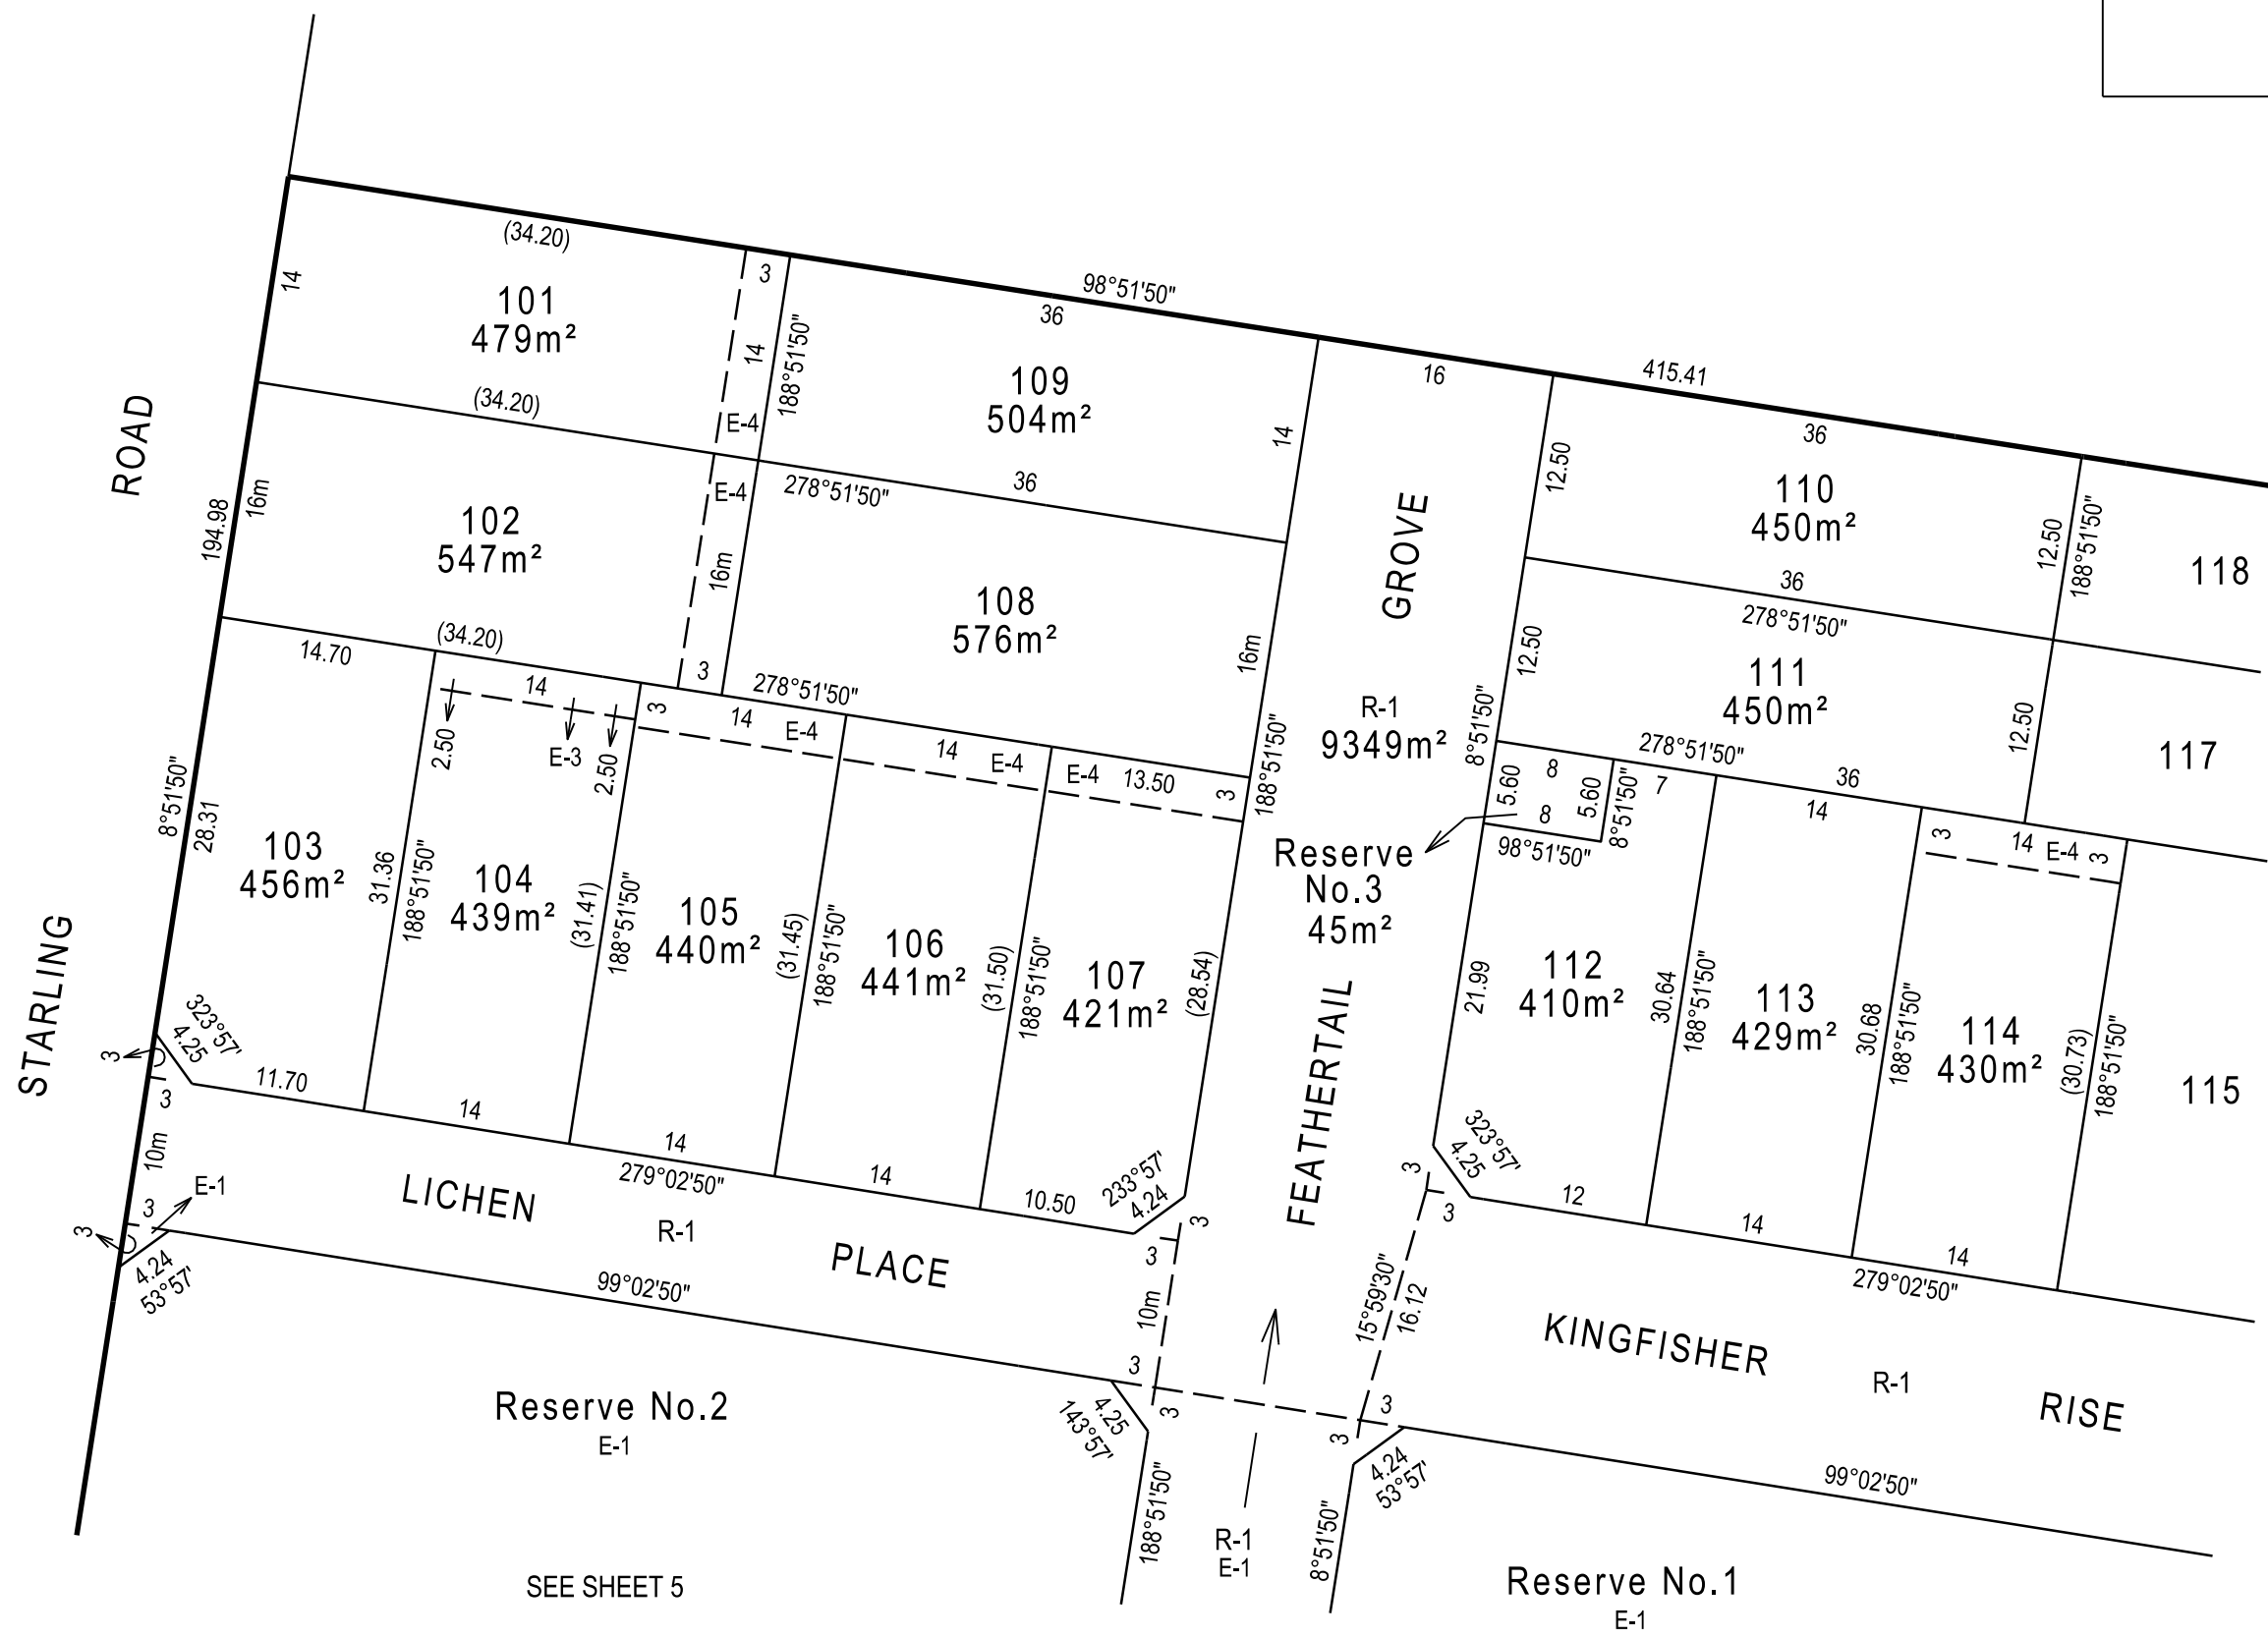 (34.20)
14
101
479m²
3
14
188°51'50"
E-4
98°51'50"
36
109
504m²
14
16
415.41
36
12.50
110
450m²
12.50
188°51'50"
118
(34.20)
ROAD
194.98
16m
102
547m²
E-4
16m
3
278°51'50"
36
108
576m²
16m
GROVE
36
278°51'50"
12.50
111
450m²
12.50
117
(34.20)
14.70
14
3
278°51'50"
14
E-4
14
E-4
E-4
13.50
3
188°51'50"
R-1
9349m²
8°51'50"
278°51'50"
36
2.50
E-3
2.50
8°51'50"
28.31
103
456m²
31.36
188°51'50"
104
439m²
(31.41)
188°51'50"
105
440m²
(31.45)
188°51'50"
106
441m²
(31.50)
188°51'50"
107
421m²
(28.54)
5.60
8
5.60
8
8°51'50"
7
98°51'50"
Reserve
No.3
45m²
14
3
14
E-4
3
21.99
112
410m²
30.64
188°51'50"
113
429m²
30.68
188°51'50"
114
430m²
(30.73)
188°51'50"
115
STARLING
323°57'
4.25
3
3
11.70
14
14
14
10.50
279°02'50"
233°57'
4.24
3
3
10m
FEATHERTAIL
323°57'
4.25
3
3
12
14
14
279°02'50"
10m
E-1
3
3
4.24
53°57'
LICHEN
R-1
PLACE
99°02'50"
15°59'30"
16.12
KINGFISHER
R-1
RISE
3
3
4.25
143°57'
3
3
4.24
53°57'
99°02'50"
Reserve No.2
E-1
188°51'50"
R-1
E-1
8°51'50"
Reserve No.1
E-1
SEE SHEET 5